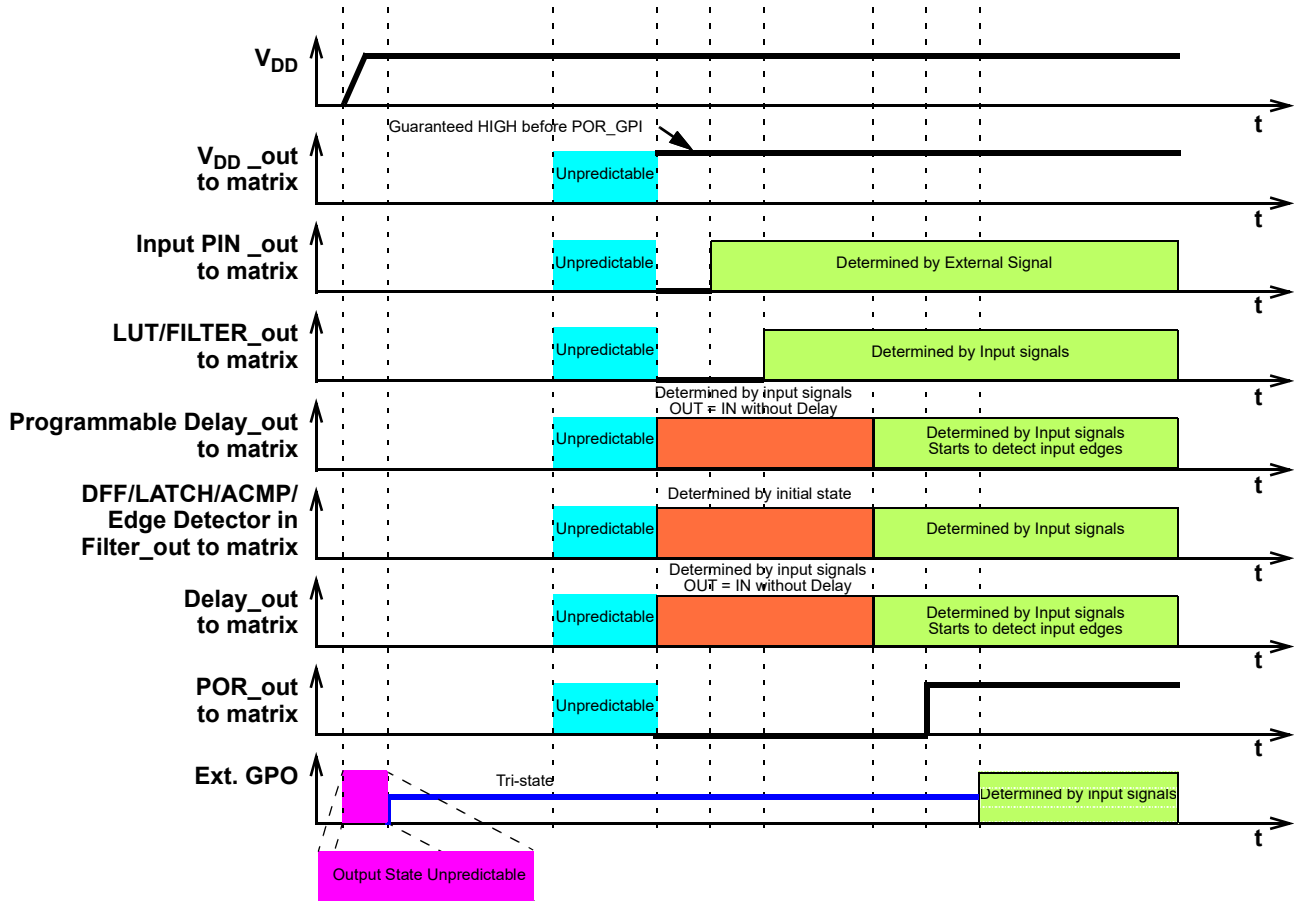 VDD
t
Guaranteed HIGH before POR_GPI
VDD _out
to matrix
Unpredictable
t
Input PIN _out
to matrix
Unpredictable
Determined by External Signal
t
LUT/FILTER_out
to matrix
Unpredictable
Determined by Input signals
t
Determined by input signals
OUT = IN without Delay
Programmable Delay_out
to matrix
Unpredictable
Determined by Input signals
Starts to detect input edges
t
DFF/LATCH/ACMP/
Edge Detector in
Filter_out to matrix
Determined by initial state
Unpredictable
Determined by Input signals
t
Determined by input signals
OUT = IN without Delay
Delay_out
to matrix
Unpredictable
Determined by Input signals
Starts to detect input edges
t
POR_out
to matrix
Unpredictable
t
Ext. GPO
Tri-state
Determined by input signals
t
Output State Unpredictable